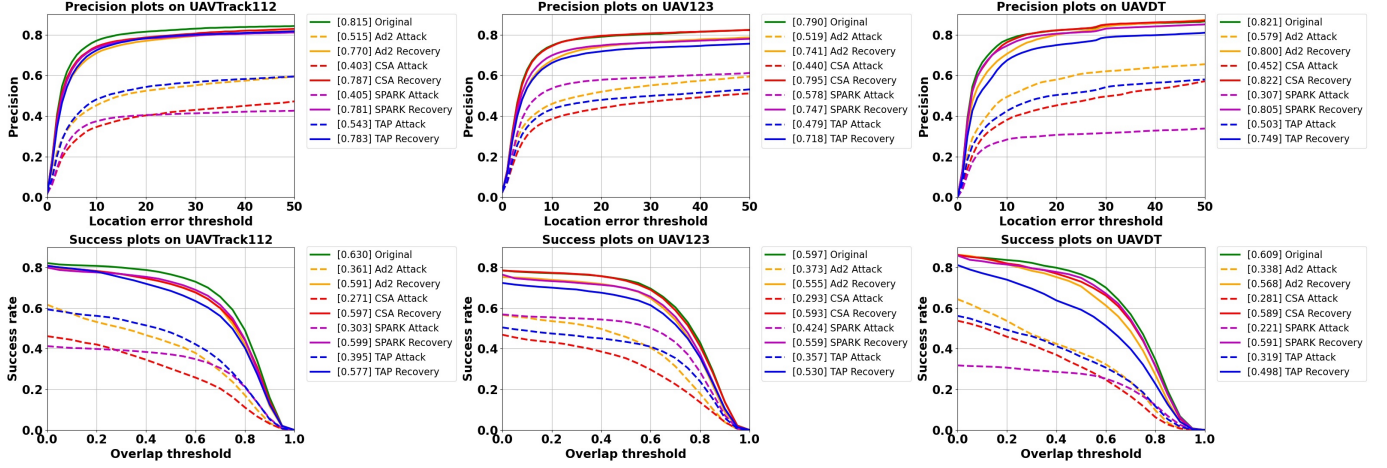 Precision plots on UAVTrack112
Precision
0.8
0.6
0.4
0.2
0.0
0 10 20 30 40 50
Location error threshold
[0.815] Original
[0.515] Ad2 Attack
[0.770] Ad2 Recovery
[0.403] CSA Attack
[0.787] CSA Recovery
[0.405] SPARK Attack
[0.781] SPARK Recovery
[0.543] TAP Attack
[0.783] TAP Recovery
Precision plots on UAV123
Precision
0.8
0.6
0.4
0.2
0.0
0 10 20 30 40 50
Location error threshold
[0.790] Original
[0.519] Ad2 Attack
[0.741] Ad2 Recovery
[0.440] CSA Attack
[0.795] CSA Recovery
[0.578] SPARK Attack
[0.747] SPARK Recovery
[0.479] TAP Attack
[0.718] TAP Recovery
Precision plots on UAVDT
Precision
0.8
0.6
0.4
0.2
0.0
0 10 20 30 40 50
Location error threshold
[0.821] Original
[0.579] Ad2 Attack
[0.800] Ad2 Recovery
[0.452] CSA Attack
[0.822] CSA Recovery
[0.307] SPARK Attack
[0.805] SPARK Recovery
[0.503] TAP Attack
[0.749] TAP Recovery
Success plots on UAVTrack112
Success rate
0.8
0.6
0.4
0.2
0.0
0.0 0.2 0.4 0.6 0.8 1.0
Overlap threshold
[0.630] Original
[0.361] Ad2 Attack
[0.591] Ad2 Recovery
[0.271] CSA Attack
[0.597] CSA Recovery
[0.303] SPARK Attack
[0.599] SPARK Recovery
[0.395] TAP Attack
[0.577] TAP Recovery
Success plots on UAV123
Success rate
0.8
0.6
0.4
0.2
0.0
0.0 0.2 0.4 0.6 0.8 1.0
Overlap threshold
[0.597] Original
[0.373] Ad2 Attack
[0.555] Ad2 Recovery
[0.293] CSA Attack
[0.593] CSA Recovery
[0.424] SPARK Attack
[0.559] SPARK Recovery
[0.357] TAP Attack
[0.530] TAP Recovery
Success plots on UAVDT
Success rate
0.8
0.6
0.4
0.2
0.0
0.0 0.2 0.4 0.6 0.8 1.0
Overlap threshold
[0.609] Original
[0.338] Ad2 Attack
[0.568] Ad2 Recovery
[0.281] CSA Attack
[0.589] CSA Recovery
[0.221] SPARK Attack
[0.591] SPARK Recovery
[0.319] TAP Attack
[0.498] TAP Recovery